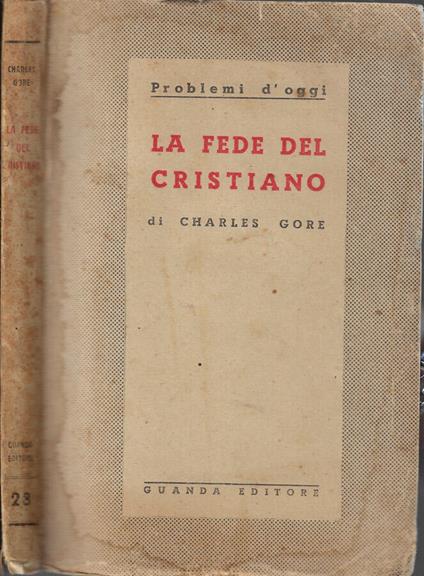 CHARLES
GORE
LA FEDE
DEL
CRISTIANO
GUANDA
EDITORE
23
Problemi d'oggi
LA FEDE DEL
CRISTIANO
di CHARLES GORE
GUANDA EDITORE